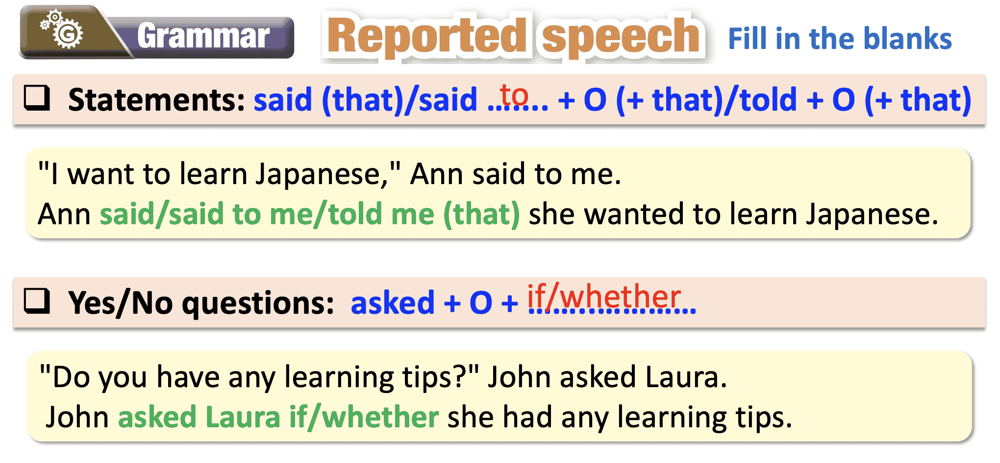 G Grammar Reported speech Fill in the blanks
❑ Statements: said (that)/said ...to.... + O (+ that)/told + O (+ that)
"I want to learn Japanese," Ann said to me.
Ann said/said to me/told me (that) she wanted to learn Japanese.
❑ Yes/No questions: asked + O + if/whether
"Do you have any learning tips?" John asked Laura.
John asked Laura if/whether she had any learning tips.